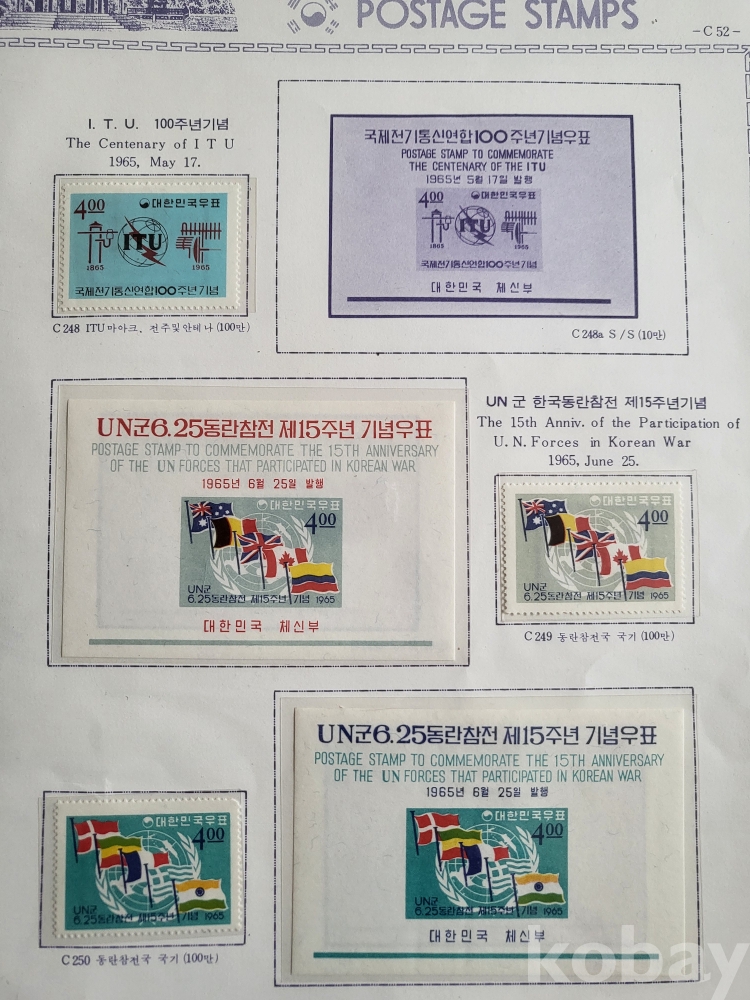 POSTAGE STAMPS
- C 52 -
I. T. U. 100주년기념
The Centenary of I T U
1965, May 17.
4.00
대한민국우표
ITU
1865
1965
국제전기통신연합100주년기념
C 248 ITU 마아크, 전주및안테나 (100만)
국제전기통신연합100주년기념우표
POSTAGE STAMP TO COMMEMORATE
THE CENTENARY OF THE ITU
1965년 5월 17일 발행
4.00
대한민국우표
ITU
1865
1965
국제전기통신연합100주년기념
대한민국 체신부
C 248a S/S (10만)
UN군6.25동란참전 제15주년 기념우표
POSTAGE STAMP TO COMMEMORATE THE 15TH ANNIVERSARY
OF THE UN FORCES THAT PARTICIPATED IN KOREAN WAR
1965년 6월 25일 발행
대한민국우표
4.00
UN군
6.25동란참전 제15주년 기념 1965
대한민국 체신부
UN 군 한국동란참전 제15주년기념
The 15th Anniv. of the Participation of
U. N. Forces in Korean War
1965, June 25.
대한민국우표
4.00
UN군
6.25동란참전 제15주년 기념 1965
C 249 동란참전국 국기 (100만)
대한민국우표
4.00
UN군
6.25동란참전 제15주년 기념 1965
C 250 동란참전국 국기 (100만)
UN군6.25동란참전 제15주년 기념우표
POSTAGE STAMP TO COMMEMORATE THE 15TH ANNIVERSARY
OF THE UN FORCES THAT PARTICIPATED IN KOREAN WAR
1965년 6월 25일 발행
대한민국우표
4.00
UN군
6.25동란참전 제15주년 기념 1965
대한민국 체신부
kobay